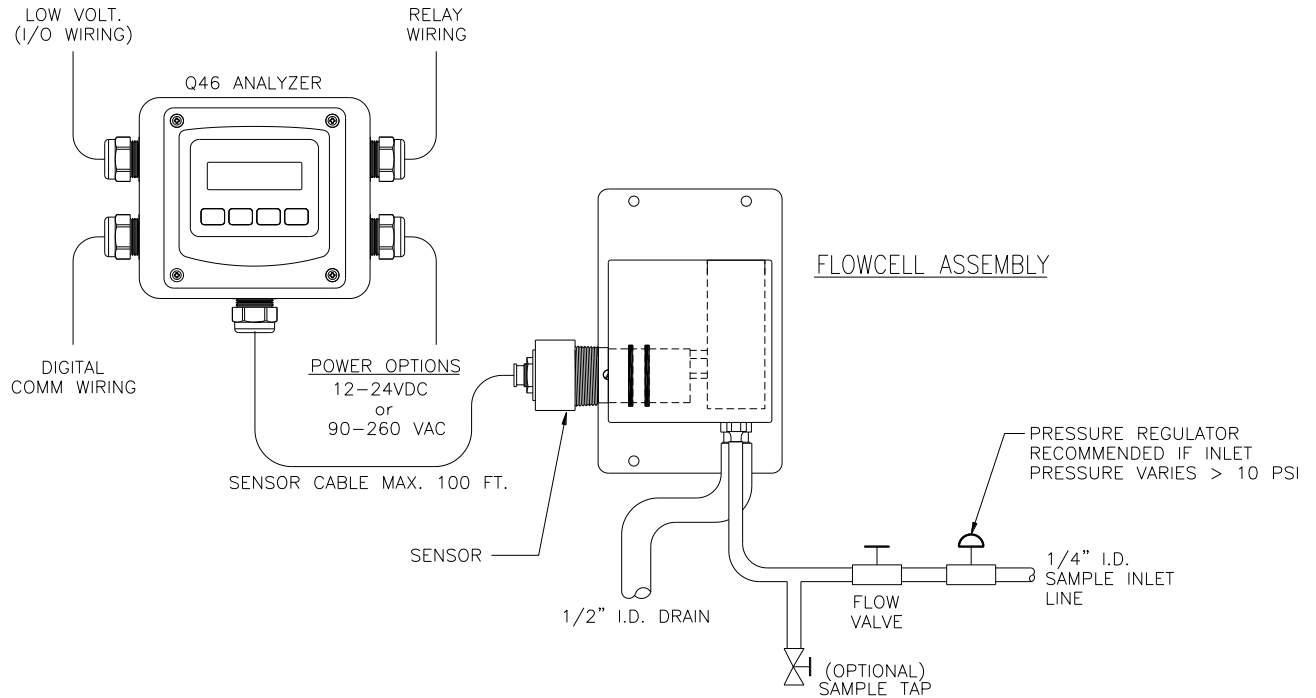 LOW VOLT.
(I/O WIRING)
RELAY
WIRING
Q46 ANALYZER
FLOWCELL ASSEMBLY
DIGITAL
COMM WIRING
POWER OPTIONS
12-24VDC
or
90-260 VAC
SENSOR CABLE MAX. 100 FT.
PRESSURE REGULATOR
RECOMMENDED IF INLET
PRESSURE VARIES > 10 PSI
SENSOR
1/4" I.D.
SAMPLE INLET
LINE
1/2" I.D. DRAIN
FLOW
VALVE
(OPTIONAL)
SAMPLE TAP